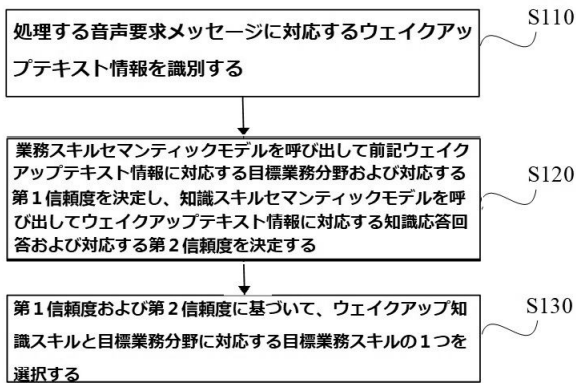 処理する音声要求メッセージに対応するウェイクアッ
プテキスト情報を識別する
S110
業務スキルセマンティックモデルを呼び出して前記ウェイク
アップテキスト情報に対応する目標業務分野および対応する
第1信頼度を決定し、知識スキルセマンティックモデルを呼
び出してウェイクアップテキスト情報に対応する知識応答回
答および対応する第2信頼度を決定する
S120
第1信頼度および第2信頼度に基づいて、ウェイクアップ知
識スキルと目標業務分野に対応する目標業務スキルの1つを
選択する
S130